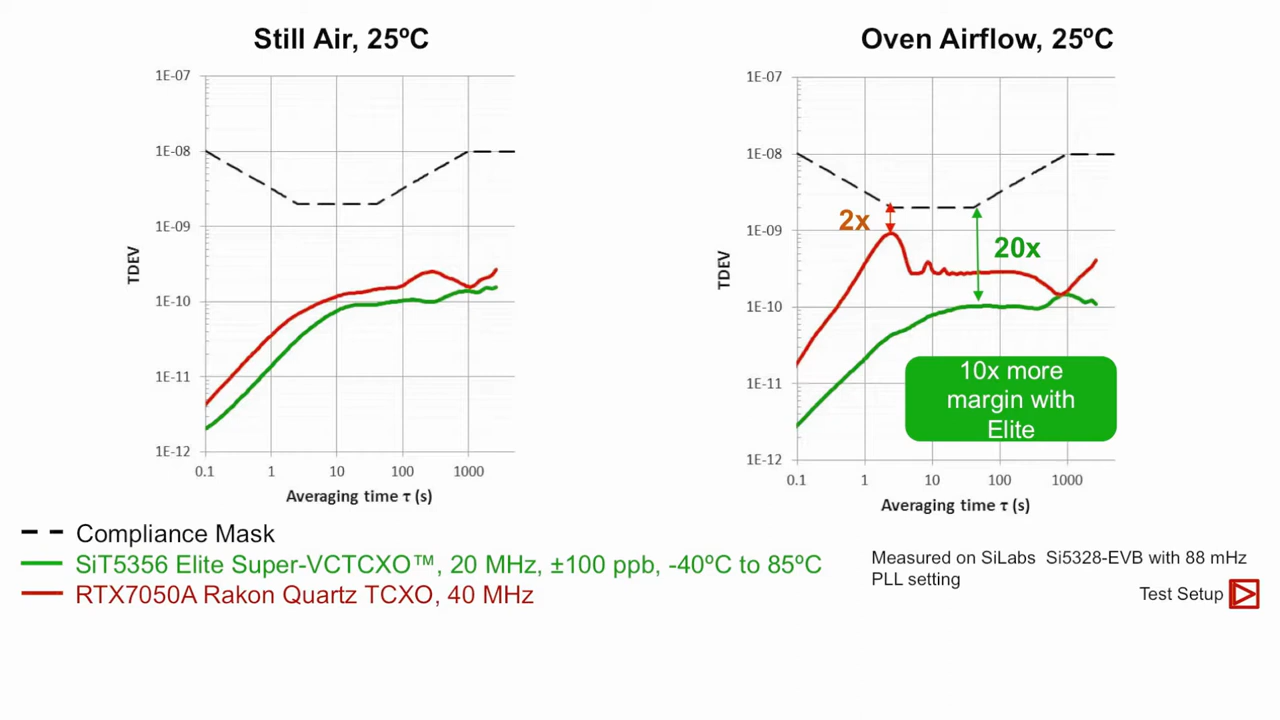 Still Air, 25ºC
1E-07
1E-08
1E-09
1E-10
1E-11
1E-12
TDEV
0.1 1 10 100 1000
Averaging time τ (s)
Oven Airflow, 25ºC
1E-07
1E-08
1E-09
1E-10
1E-11
1E-12
TDEV
2x
20x
10x more
margin with
Elite
0.1 1 10 100 1000
Averaging time τ (s)
Compliance Mask
SiT5356 Elite Super-VCTCXO™, 20 MHz, ±100 ppb, -40ºC to 85ºC
RTX7050A Rakon Quartz TCXO, 40 MHz
Measured on SiLabs Si5328-EVB with 88 mHz
PLL setting
Test Setup